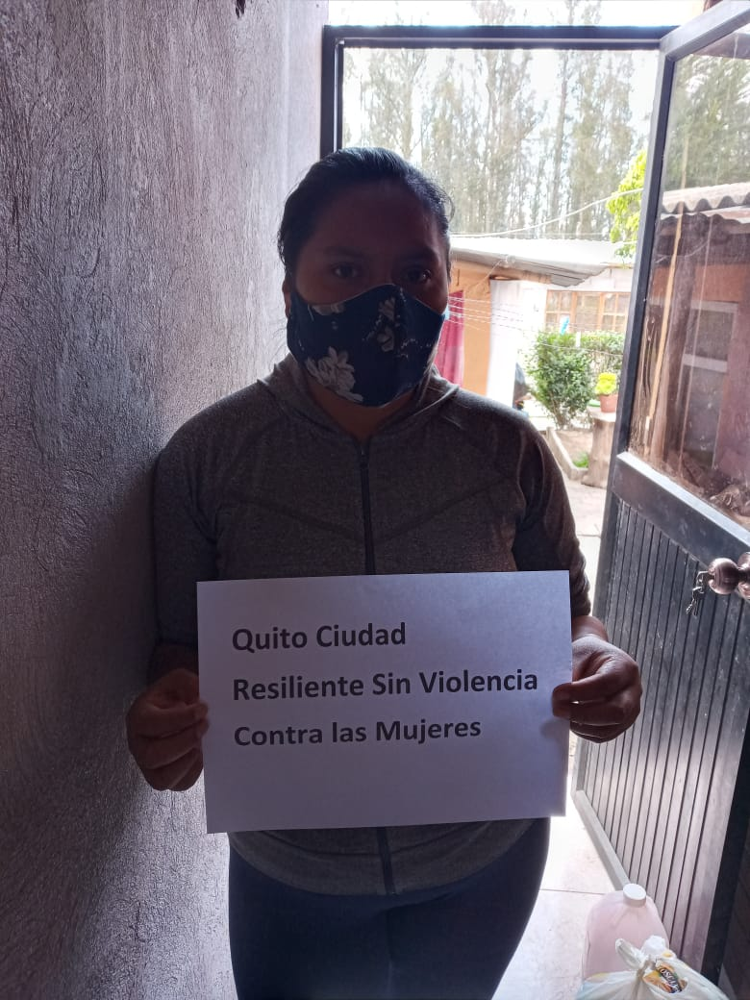 Quito Ciudad
Resiliente Sin Violencia
Contra las Mujeres